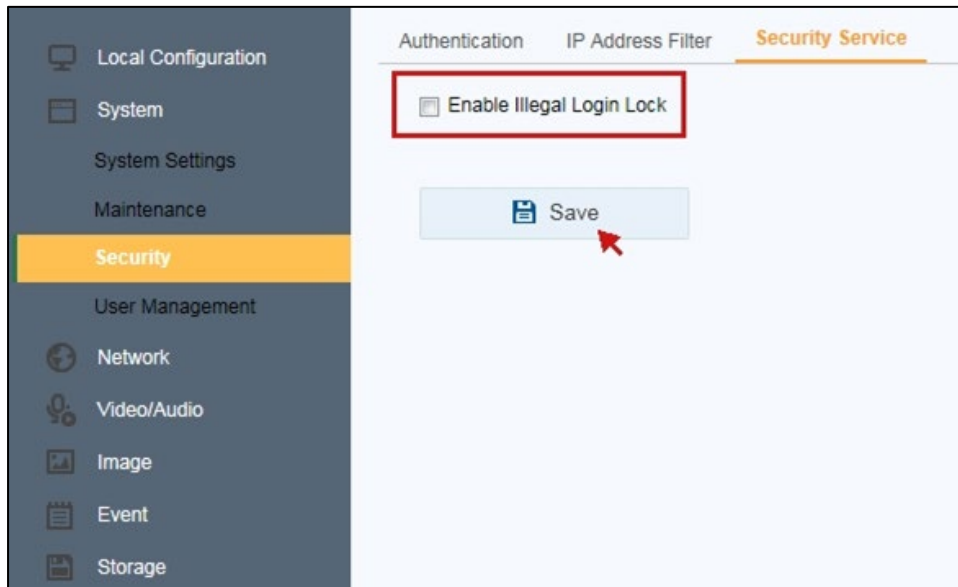 Local Configuration
System
System Settings
Maintenance
Security
User Management
Network
Video/Audio
Image
Event
Storage
Authentication IP Address Filter Security Service
Enable Illegal Login Lock
Save